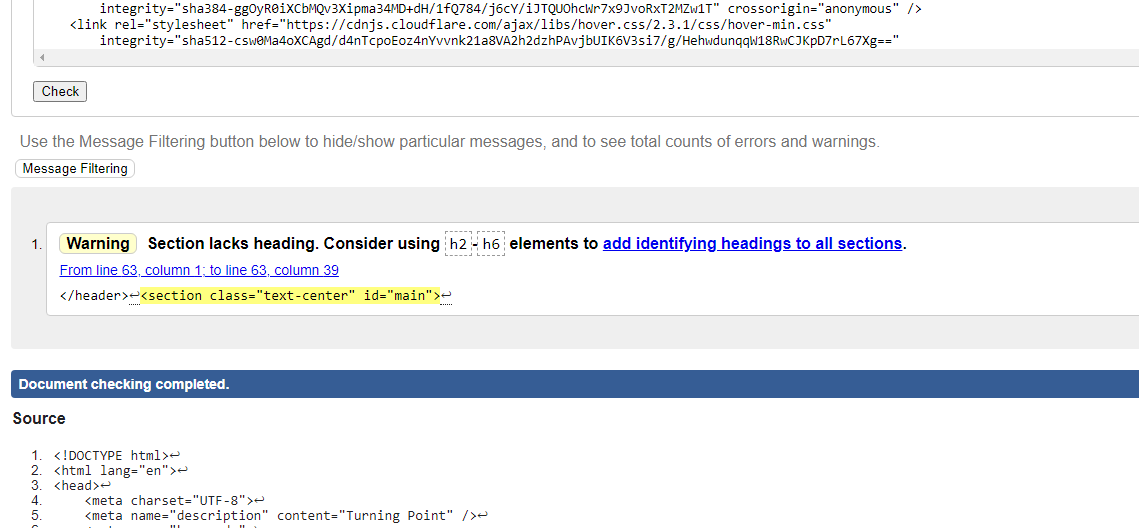 integrity="sha384-ggOyR0iXCbMQv3Xipma34MD+dH/1fQ784/j6cY/iJTQUOhcWr7x9JvoRxT2MZw1T" crossorigin="anonymous" />
<link rel="stylesheet" href="https://cdnjs.cloudflare.com/ajax/libs/hover.css/2.3.1/css/hover-min.css"
integrity="sha512-csw0Ma4oXCAgd/d4nTcpoEoz4nYvvnk21a8VA2h2dzhPAvjbUIK6V3si7/g/HehwdunqqW18RwCJKpD7rL67Xg=="
Check
Use the Message Filtering button below to hide/show particular messages, and to see total counts of errors and warnings.
Message Filtering
1. Warning Section lacks heading. Consider using h2-h6 elements to add identifying headings to all sections.
From line 63, column 1; to line 63, column 39
</header>↩<section class="text-center" id="main">↩
Document checking completed.
Source
1. <!DOCTYPE html>↩
2. <html lang="en">↩
3. <head>↩
4. <meta charset="UTF-8">↩
5. <meta name="description" content="Turning Point" />↩